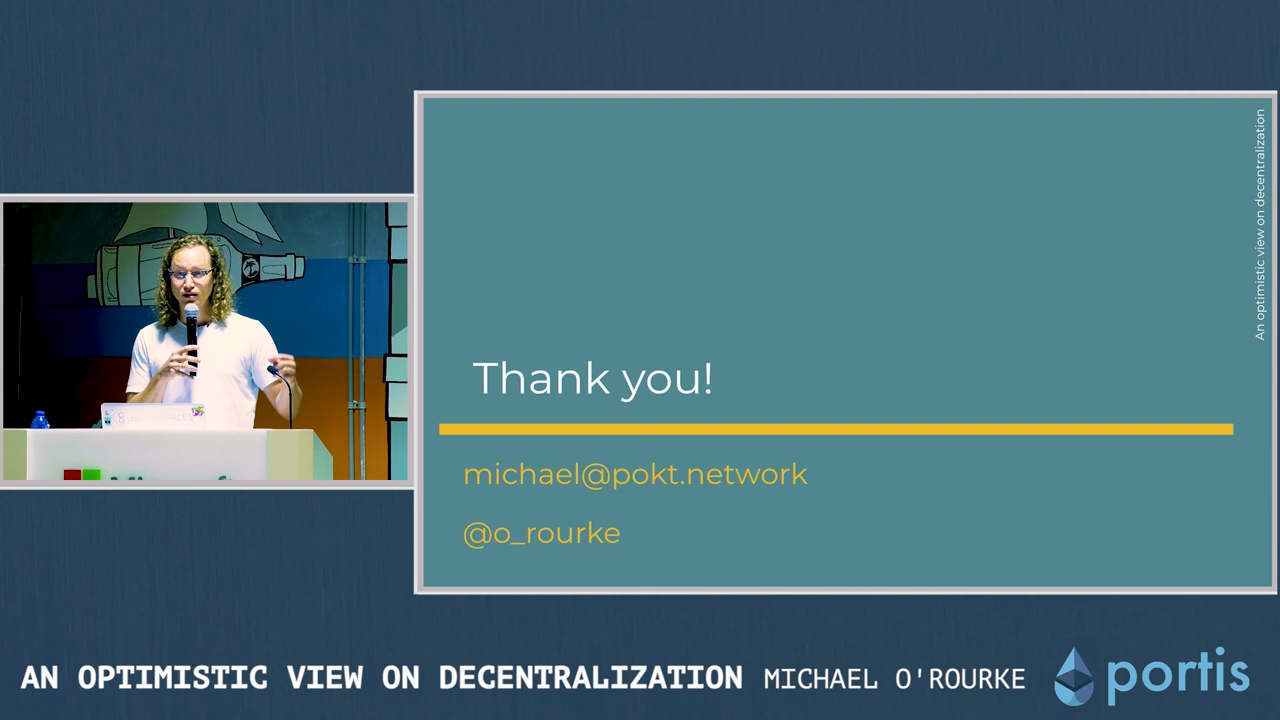 An optimistic view on decentralization
Thank you!
michael@pokt.network
@o_rourke
AN OPTIMISTIC VIEW ON DECENTRALIZATION MICHAEL O'ROURKE
portis